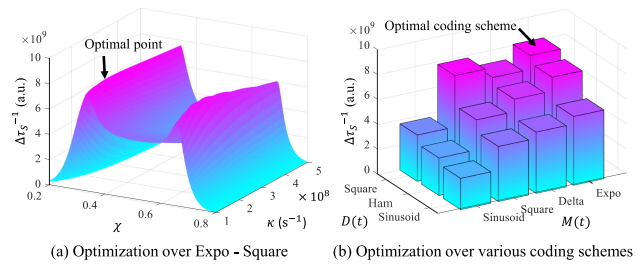 × 10⁹
Optimal point
10
8
6
4
2
0
Δτ_S⁻¹ (a.u.)
0.2
0.4
0.6
0.8
χ
1
2
3
4
5
× 10⁸
κ (s⁻¹)
(a) Optimization over Expo - Square
× 10⁹
Optimal coding scheme
10
8
6
4
2
0
Δτ_S⁻¹ (a.u.)
Square
Ham
Sinusoid
D(t)
Sinusoid
Square
Delta
Expo
M(t)
(b) Optimization over various coding schemes